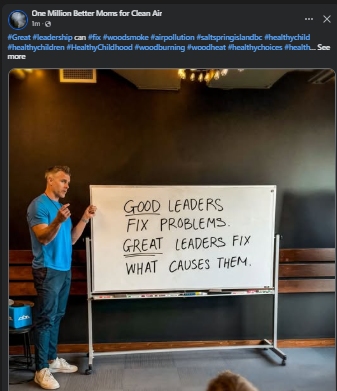 One Million Better Moms for Clean Air
1m
#Great #leadership can #fix #woodsmoke #airpollution #saltspringislandbc #healthychild
#healthychildren #HealthyChildhood #woodburning #woodheat #healthychoices #health... See
more
GOOD LEADERS
FIX PROBLEMS.
GREAT LEADERS FIX
WHAT CAUSES THEM.